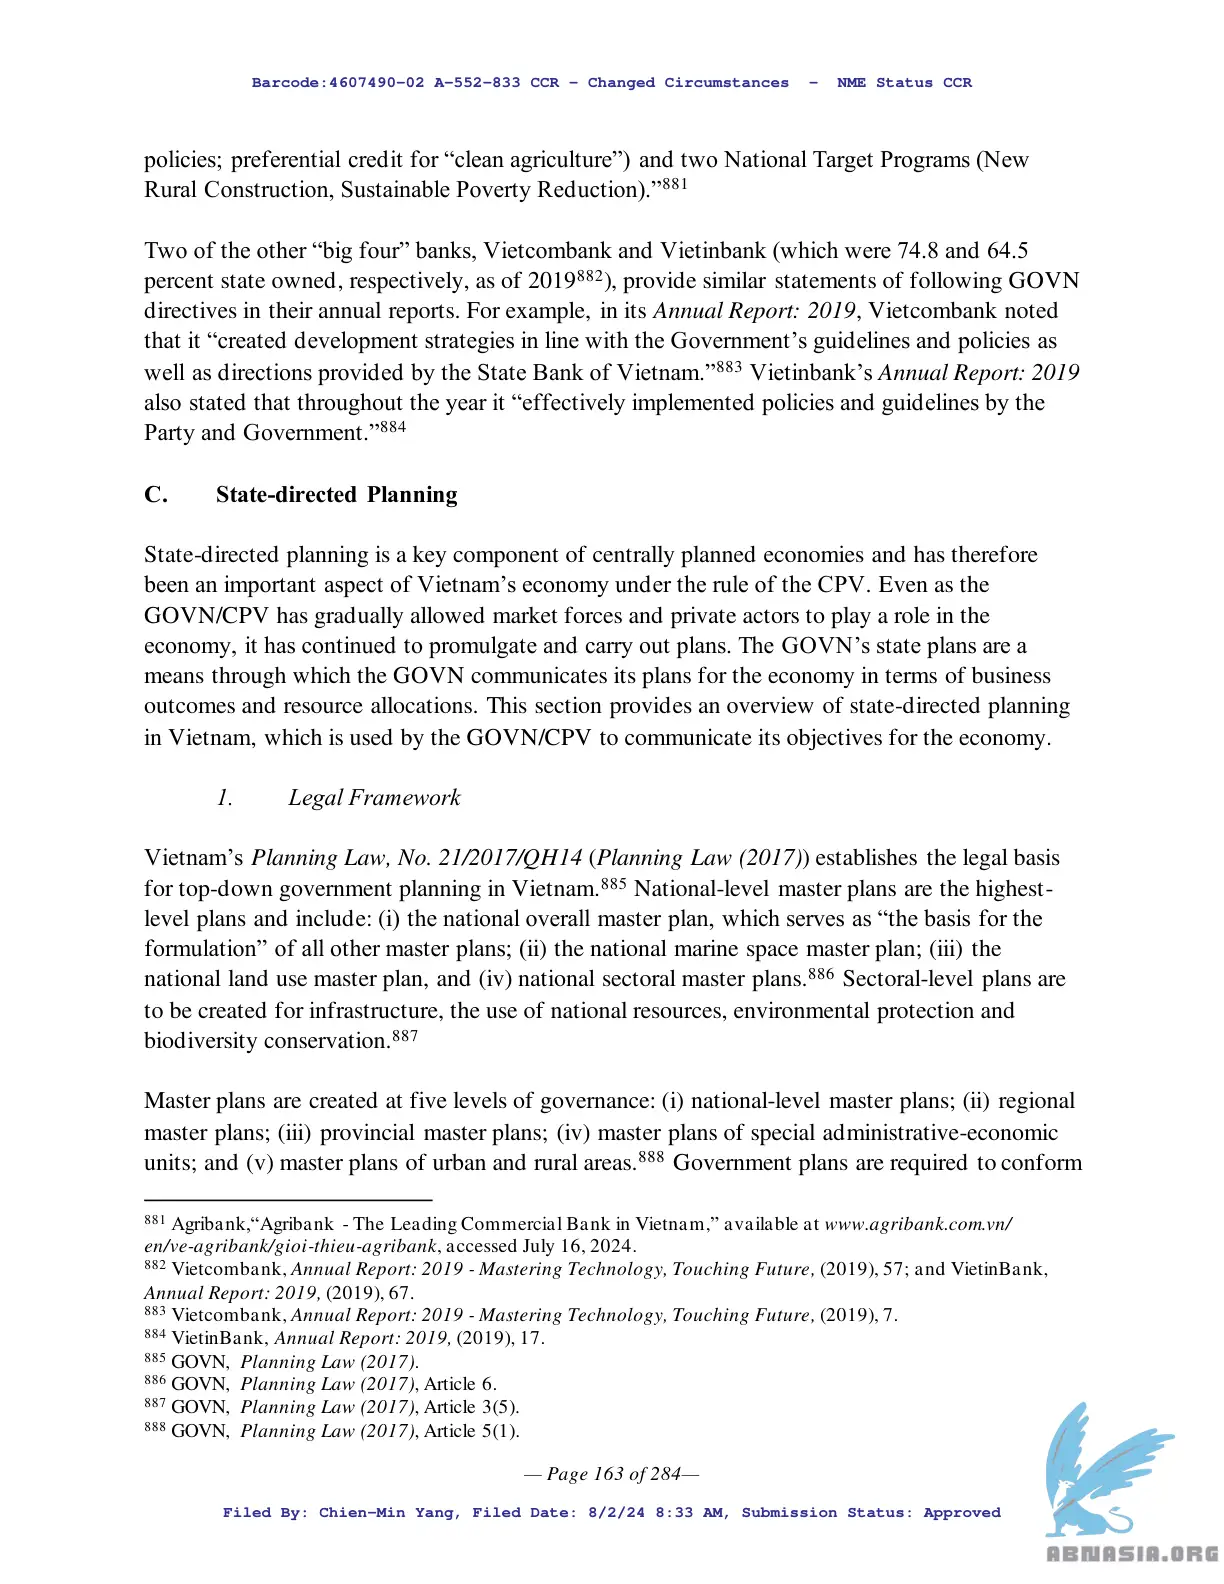 Barcode:4607490-02 A-552-833 CCR - Changed Circumstances - NME Status CCR
policies; preferential credit for “clean agriculture”) and two National Target Programs (New
Rural Construction, Sustainable Poverty Reduction).”881
Two of the other “big four” banks, Vietcombank and Vietinbank (which were 74.8 and 64.5
percent state owned, respectively, as of 2019882), provide similar statements of following GOVN
directives in their annual reports. For example, in its Annual Report: 2019, Vietcombank noted
that it “created development strategies in line with the Government’s guidelines and policies as
well as directions provided by the State Bank of Vietnam.”883 Vietinbank’s Annual Report: 2019
also stated that throughout the year it “effectively implemented policies and guidelines by the
Party and Government.”884
C. State-directed Planning
State-directed planning is a key component of centrally planned economies and has therefore
been an important aspect of Vietnam’s economy under the rule of the CPV. Even as the
GOVN/CPV has gradually allowed market forces and private actors to play a role in the
economy, it has continued to promulgate and carry out plans. The GOVN’s state plans are a
means through which the GOVN communicates its plans for the economy in terms of business
outcomes and resource allocations. This section provides an overview of state-directed planning
in Vietnam, which is used by the GOVN/CPV to communicate its objectives for the economy.
1. Legal Framework
Vietnam’s Planning Law, No. 21/2017/QH14 (Planning Law (2017)) establishes the legal basis
for top-down government planning in Vietnam.885 National-level master plans are the highest-
level plans and include: (i) the national overall master plan, which serves as “the basis for the
formulation” of all other master plans; (ii) the national marine space master plan; (iii) the
national land use master plan, and (iv) national sectoral master plans.886 Sectoral-level plans are
to be created for infrastructure, the use of national resources, environmental protection and
biodiversity conservation.887
Master plans are created at five levels of governance: (i) national-level master plans; (ii) regional
master plans; (iii) provincial master plans; (iv) master plans of special administrative-economic
units; and (v) master plans of urban and rural areas.888 Government plans are required to conform
881 Agribank,“Agribank - The Leading Commercial Bank in Vietnam,” available at www.agribank.com.vn/
en/ve-agribank/gioi-thieu-agribank, accessed July 16, 2024.
882 Vietcombank, Annual Report: 2019 - Mastering Technology, Touching Future, (2019), 57; and VietinBank,
Annual Report: 2019, (2019), 67.
883 Vietcombank, Annual Report: 2019 - Mastering Technology, Touching Future, (2019), 7.
884 VietinBank, Annual Report: 2019, (2019), 17.
885 GOVN, Planning Law (2017).
886 GOVN, Planning Law (2017), Article 6.
887 GOVN, Planning Law (2017), Article 3(5).
888 GOVN, Planning Law (2017), Article 5(1).
— Page 163 of 284—
Filed By: Chien-Min Yang, Filed Date: 8/2/24 8:33 AM, Submission Status: Approved
ABNASIA.ORG